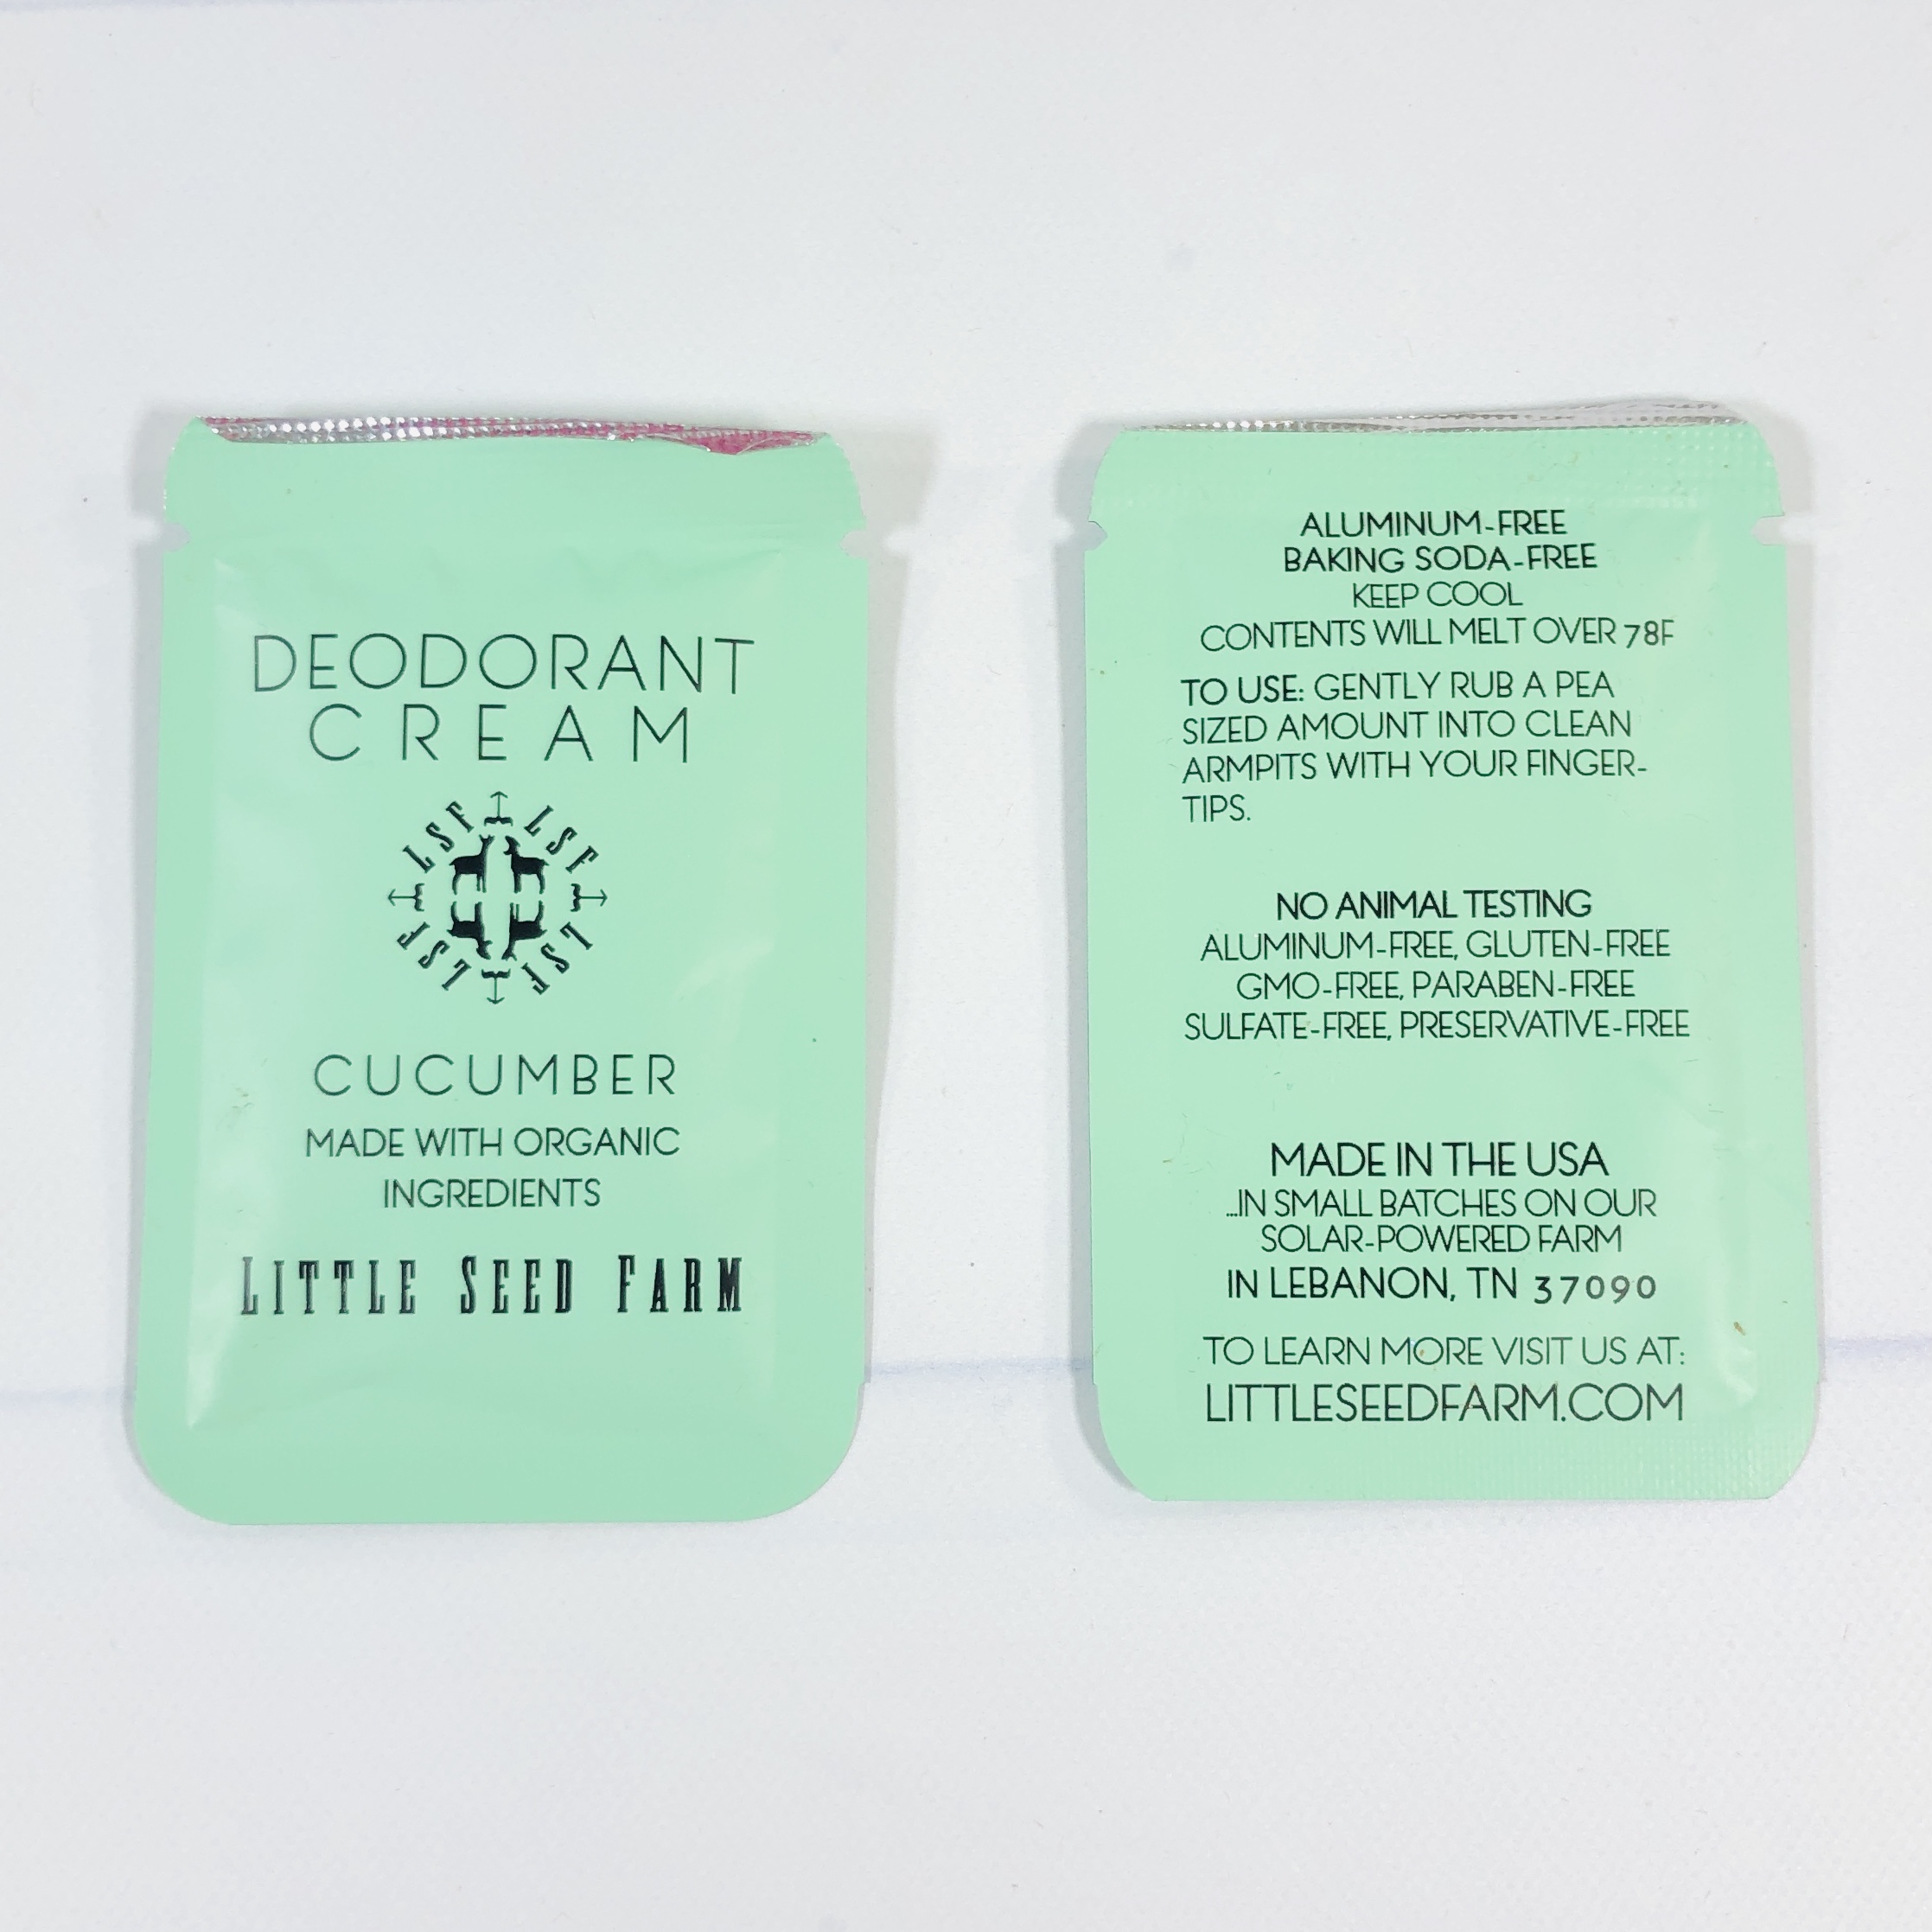 DEODORANT
CREAM
LSF LSF
LSF LSF
CUCUMBER
MADE WITH ORGANIC
INGREDIENTS
LITTLE SEED FARM
ALUMINUM-FREE
BAKING SODA-FREE
KEEP COOL
CONTENTS WILL MELT OVER 78F
TO USE: GENTLY RUB A PEA
SIZED AMOUNT INTO CLEAN
ARMPITS WITH YOUR FINGER-
TIPS.
NO ANIMAL TESTING
ALUMINUM-FREE, GLUTEN-FREE
GMO-FREE, PARABEN-FREE
SULFATE-FREE, PRESERVATIVE-FREE
MADE IN THE USA
...IN SMALL BATCHES ON OUR
SOLAR-POWERED FARM
IN LEBANON, TN 37090
TO LEARN MORE VISIT US AT:
LITTLESEEDFARM.COM